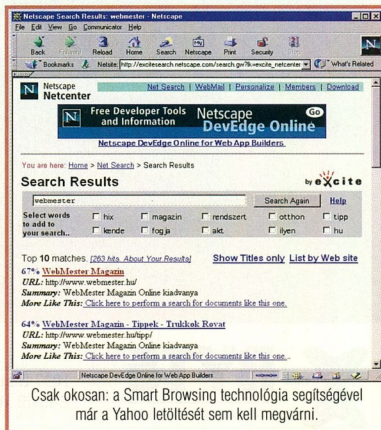 Netscape Search Results: webmester - Netscape
File Edit View Go Communicator Help
Back Forward Reload Home Search Netscape Print Security
Bookmarks Netsite: http://excitesearch.netscape.com/search.gw?lk=excite_netcenter What's Related
Netscape Netcenter
Net Search | WebMail | Personalize | Members | Download
Free Developer Tools and Information Netscape DevEdge Online Go
Netscape DevEdge Online for Web App Builders
You are here: Home > Net Search > Search Results
Search Results by excite
webmester Search Again Help
Select words to add to your search..
hix magazin rendszert otthon tipp
kende fogja akt ilyen hu
Top 10 matches. [263 hits. About Your Results] Show Titles only List by Web site
67% WebMester Magazin
URL: http://www.webmester.hu/
Summary: WebMester Magazin Online kiadvanya
More Like This: Click here to perform a search for documents like this one.
64% WebMester Magazin - Tippek - Trukkok Rovat
URL: http://www.webmester.hu/tipp/
Summary: WebMester Magazin Online kiadvanya
More Like This: Click here to perform a search for documents like this one.
Netscape DevEdge Online for Web App Builders
Csak okosan: a Smart Browsing technológia segítségével
már a Yahoo letöltését sem kell megvárni.